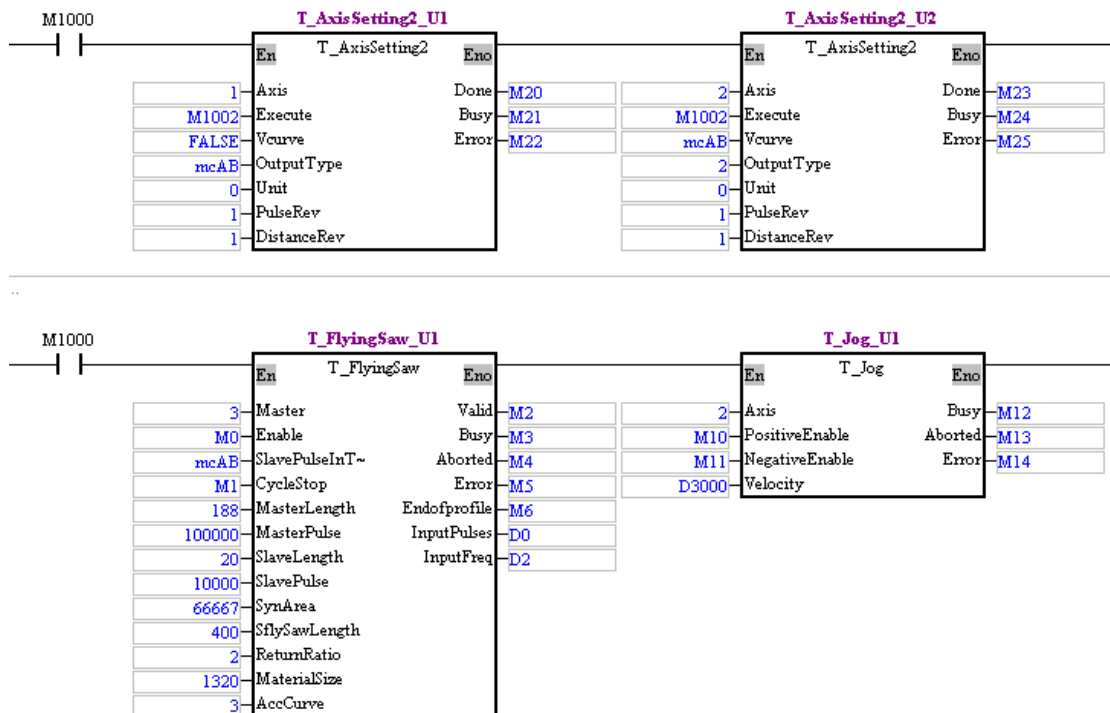 M1000 T_AxisSetting2_U1 T_AxisSetting2_U2
En T_AxisSetting2 Eno En T_AxisSetting2 Eno
1 Axis Done M20 2 Axis Done M23
M1002 Execute Busy M21 M1002 Execute Busy M24
FALSE Vcurve Error M22 mcAB Vcurve Error M25
mcAB OutputType 2 OutputType
0 Unit 0 Unit
1 PulseRev 1 PulseRev
1 DistanceRev 1 DistanceRev
..
M1000 T_FlyingSaw_U1 T_Jog_U1
En T_FlyingSaw Eno En T_Jog Eno
3 Master Valid M2 2 Axis Busy M12
M0 Enable Busy M3 M10 PositiveEnable Aborted M13
mcAB SlavePulseInT~ Aborted M4 M11 NegativeEnable Error M14
M1 CycleStop Error M5 D3000 Velocity
188 MasterLength Endofprofile M6
100000 MasterPulse InputPulses D0
20 SlaveLength InputFreq D2
10000 SlavePulse
66667 SynArea
400 SflySawLength
2 ReturnRatio
1320 MaterialSize
3 AccCurve